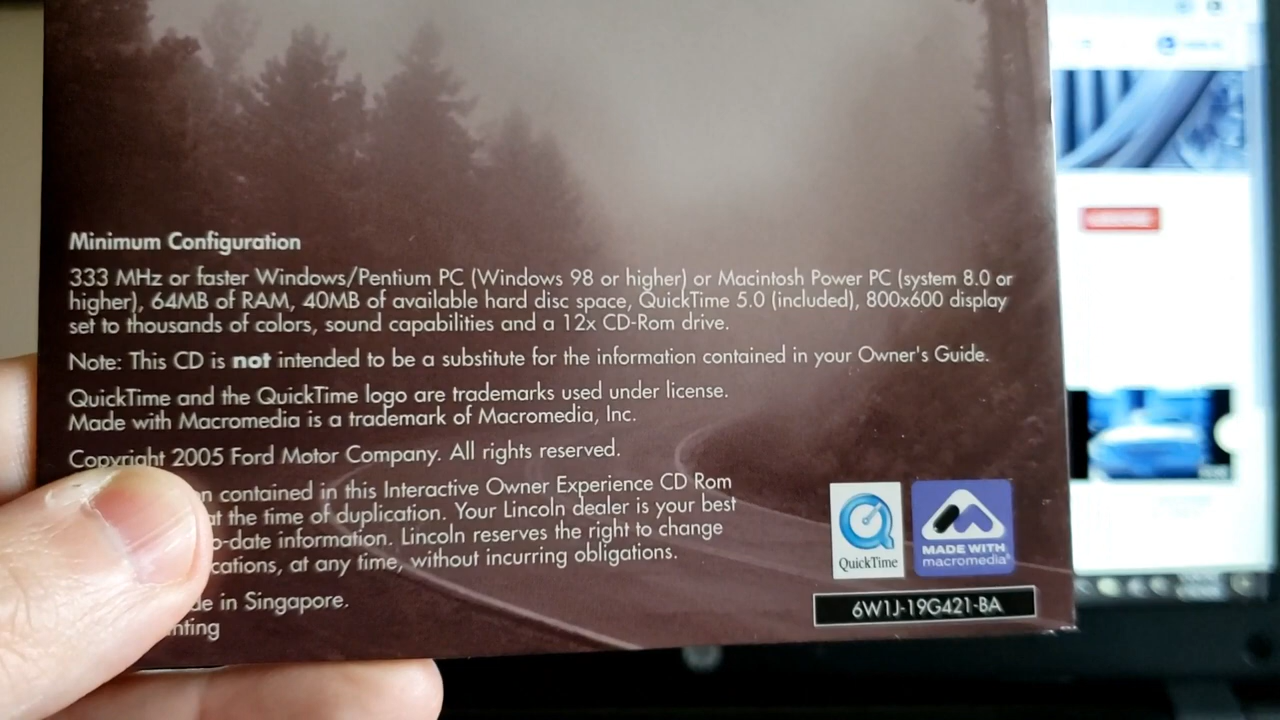 Minimum Configuration
333 MHz or faster Windows/Pentium PC (Windows 98 or higher) or Macintosh Power PC (system 8.0 or
higher), 64MB of RAM, 40MB of available hard disc space, QuickTime 5.0 (included), 800x600 display
set to thousands of colors, sound capabilities and a 12x CD-Rom drive.
Note: This CD is not intended to be a substitute for the information contained in your Owner's Guide.
QuickTime and the QuickTime logo are trademarks used under license.
Made with Macromedia is a trademark of Macromedia, Inc.
Copyright 2005 Ford Motor Company. All rights reserved.
contained in this Interactive Owner Experience CD Rom
at the time of duplication. Your Lincoln dealer is your best
o-date information. Lincoln reserves the right to change
cations, at any time, without incurring obligations.
de in Singapore.
nting
QuickTime
MADE WITH
macromedia®
6W1J-19G421-BA